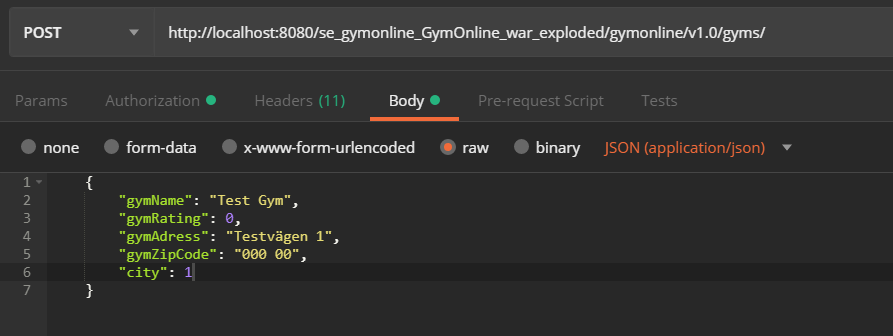 POST http://localhost:8080/se_gymonline_GymOnline_war_exploded/gymonline/v1.0/gyms/
Params Authorization Headers (11) Body Pre-request Script Tests
none form-data x-www-form-urlencoded raw binary JSON (application/json)
1 {
2 "gymName": "Test Gym",
3 "gymRating": 0,
4 "gymAdress": "Testvägen 1",
5 "gymZipCode": "000 00",
6 "city": 1
7 }